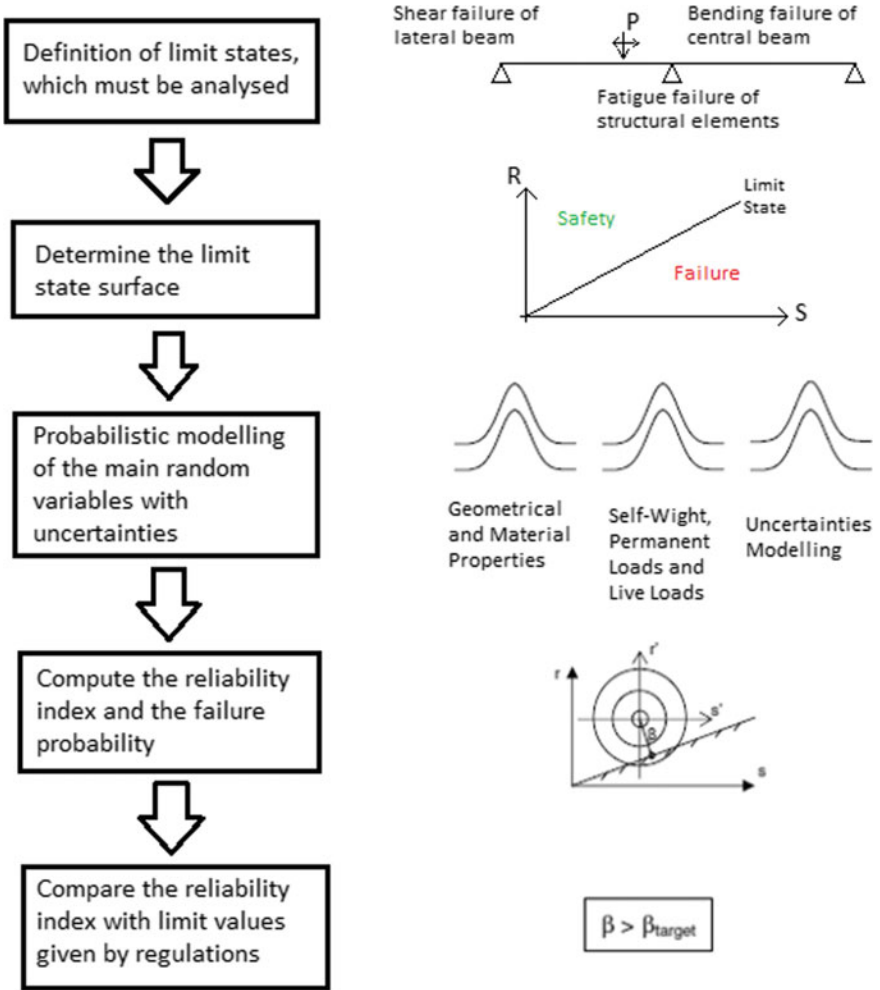 Definition of limit states,
which must be analysed
Shear failure of
lateral beam
P
Bending failure of
central beam
Fatigue failure of
structural elements
Determine the limit
state surface
R
Safety
Limit
State
Failure
S
Probabilistic modelling
of the main random
variables with
uncertainties
Geometrical
and Material
Properties
Self-Wight,
Permanent
Loads and
Live Loads
Uncertainties
Modelling
Compute the reliability
index and the failure
probability
r
r'
s'
β
s
Compare the reliability
index with limit values
given by regulations
β > βtarget